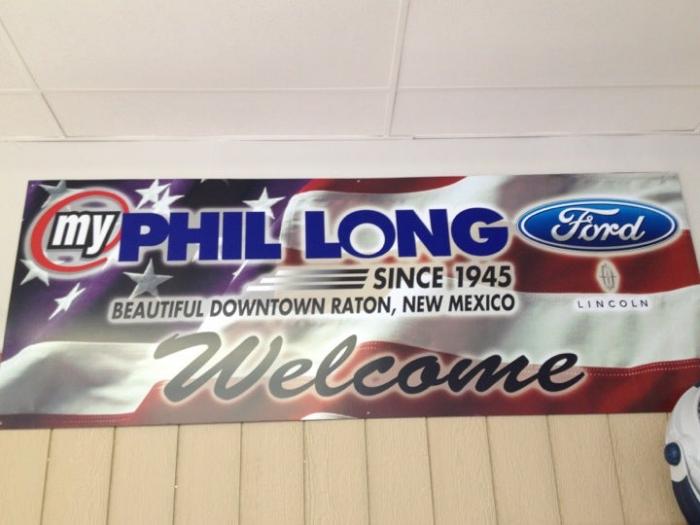 my PHIL LONG Ford
SINCE 1945
LINCOLN
BEAUTIFUL DOWNTOWN RATON, NEW MEXICO
Welcome